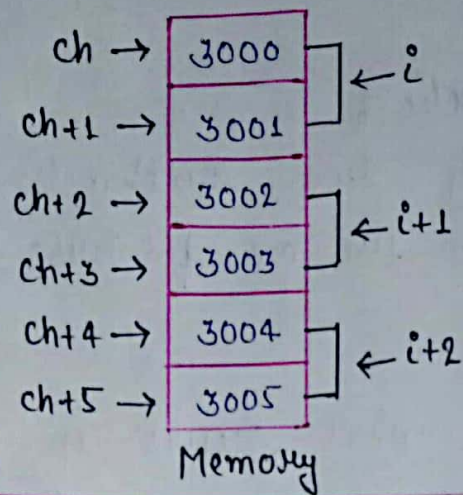 ch → 3000
← i
ch+1 → 3001
ch+2 → 3002
← i+1
ch+3 → 3003
ch+4 → 3004
← i+2
ch+5 → 3005
Memory